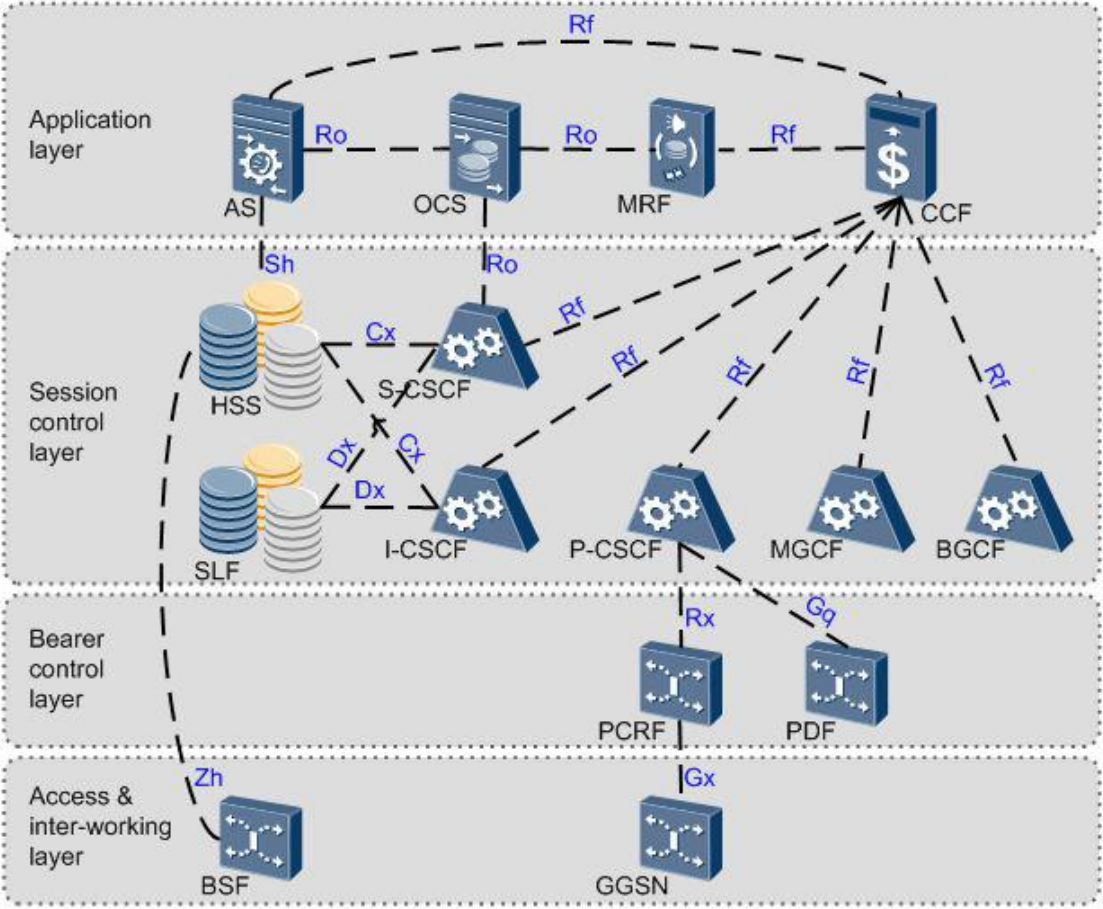 Rf
Application
layer
Ro
Ro
Rf
AS
OCS
MRF
CCF
Sh
Ro
Cx
Rf
Rf
Rf
Rf
Rf
Session
control
layer
HSS
S-CSCF
Dx
Cx
Dx
SLF
I-CSCF
P-CSCF
MGCF
BGCF
Bearer
control
layer
Rx
Gq
PCRF
PDF
Zh
Gx
Access &
inter-working
layer
BSF
GGSN